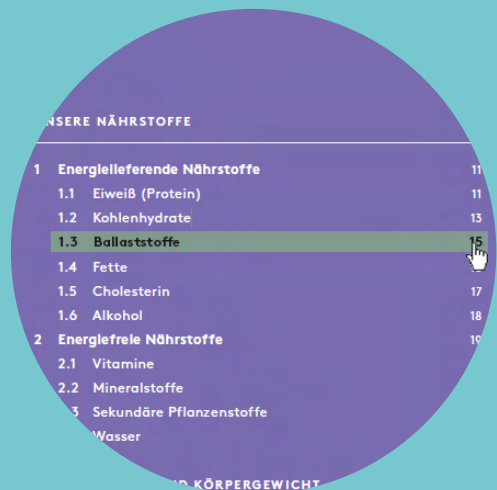 NSERE NÄHRSTOFFE
1 Energielieferende Nährstoffe 11
1.1 Eiweiß (Protein) 11
1.2 Kohlenhydrate 13
1.3 Ballaststoffe 15
1.4 Fette
1.5 Cholesterin 17
1.6 Alkohol 18
2 Energiefreie Nährstoffe 19
2.1 Vitamine
2.2 Mineralstoffe
3 Sekundäre Pflanzenstoffe
Wasser
D KÖRPERGEWICHT